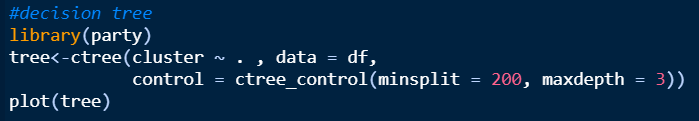 #decision tree
library(party)
tree<-ctree(cluster ~ . , data = df,
            control = ctree_control(minsplit = 200, maxdepth = 3))
plot(tree)